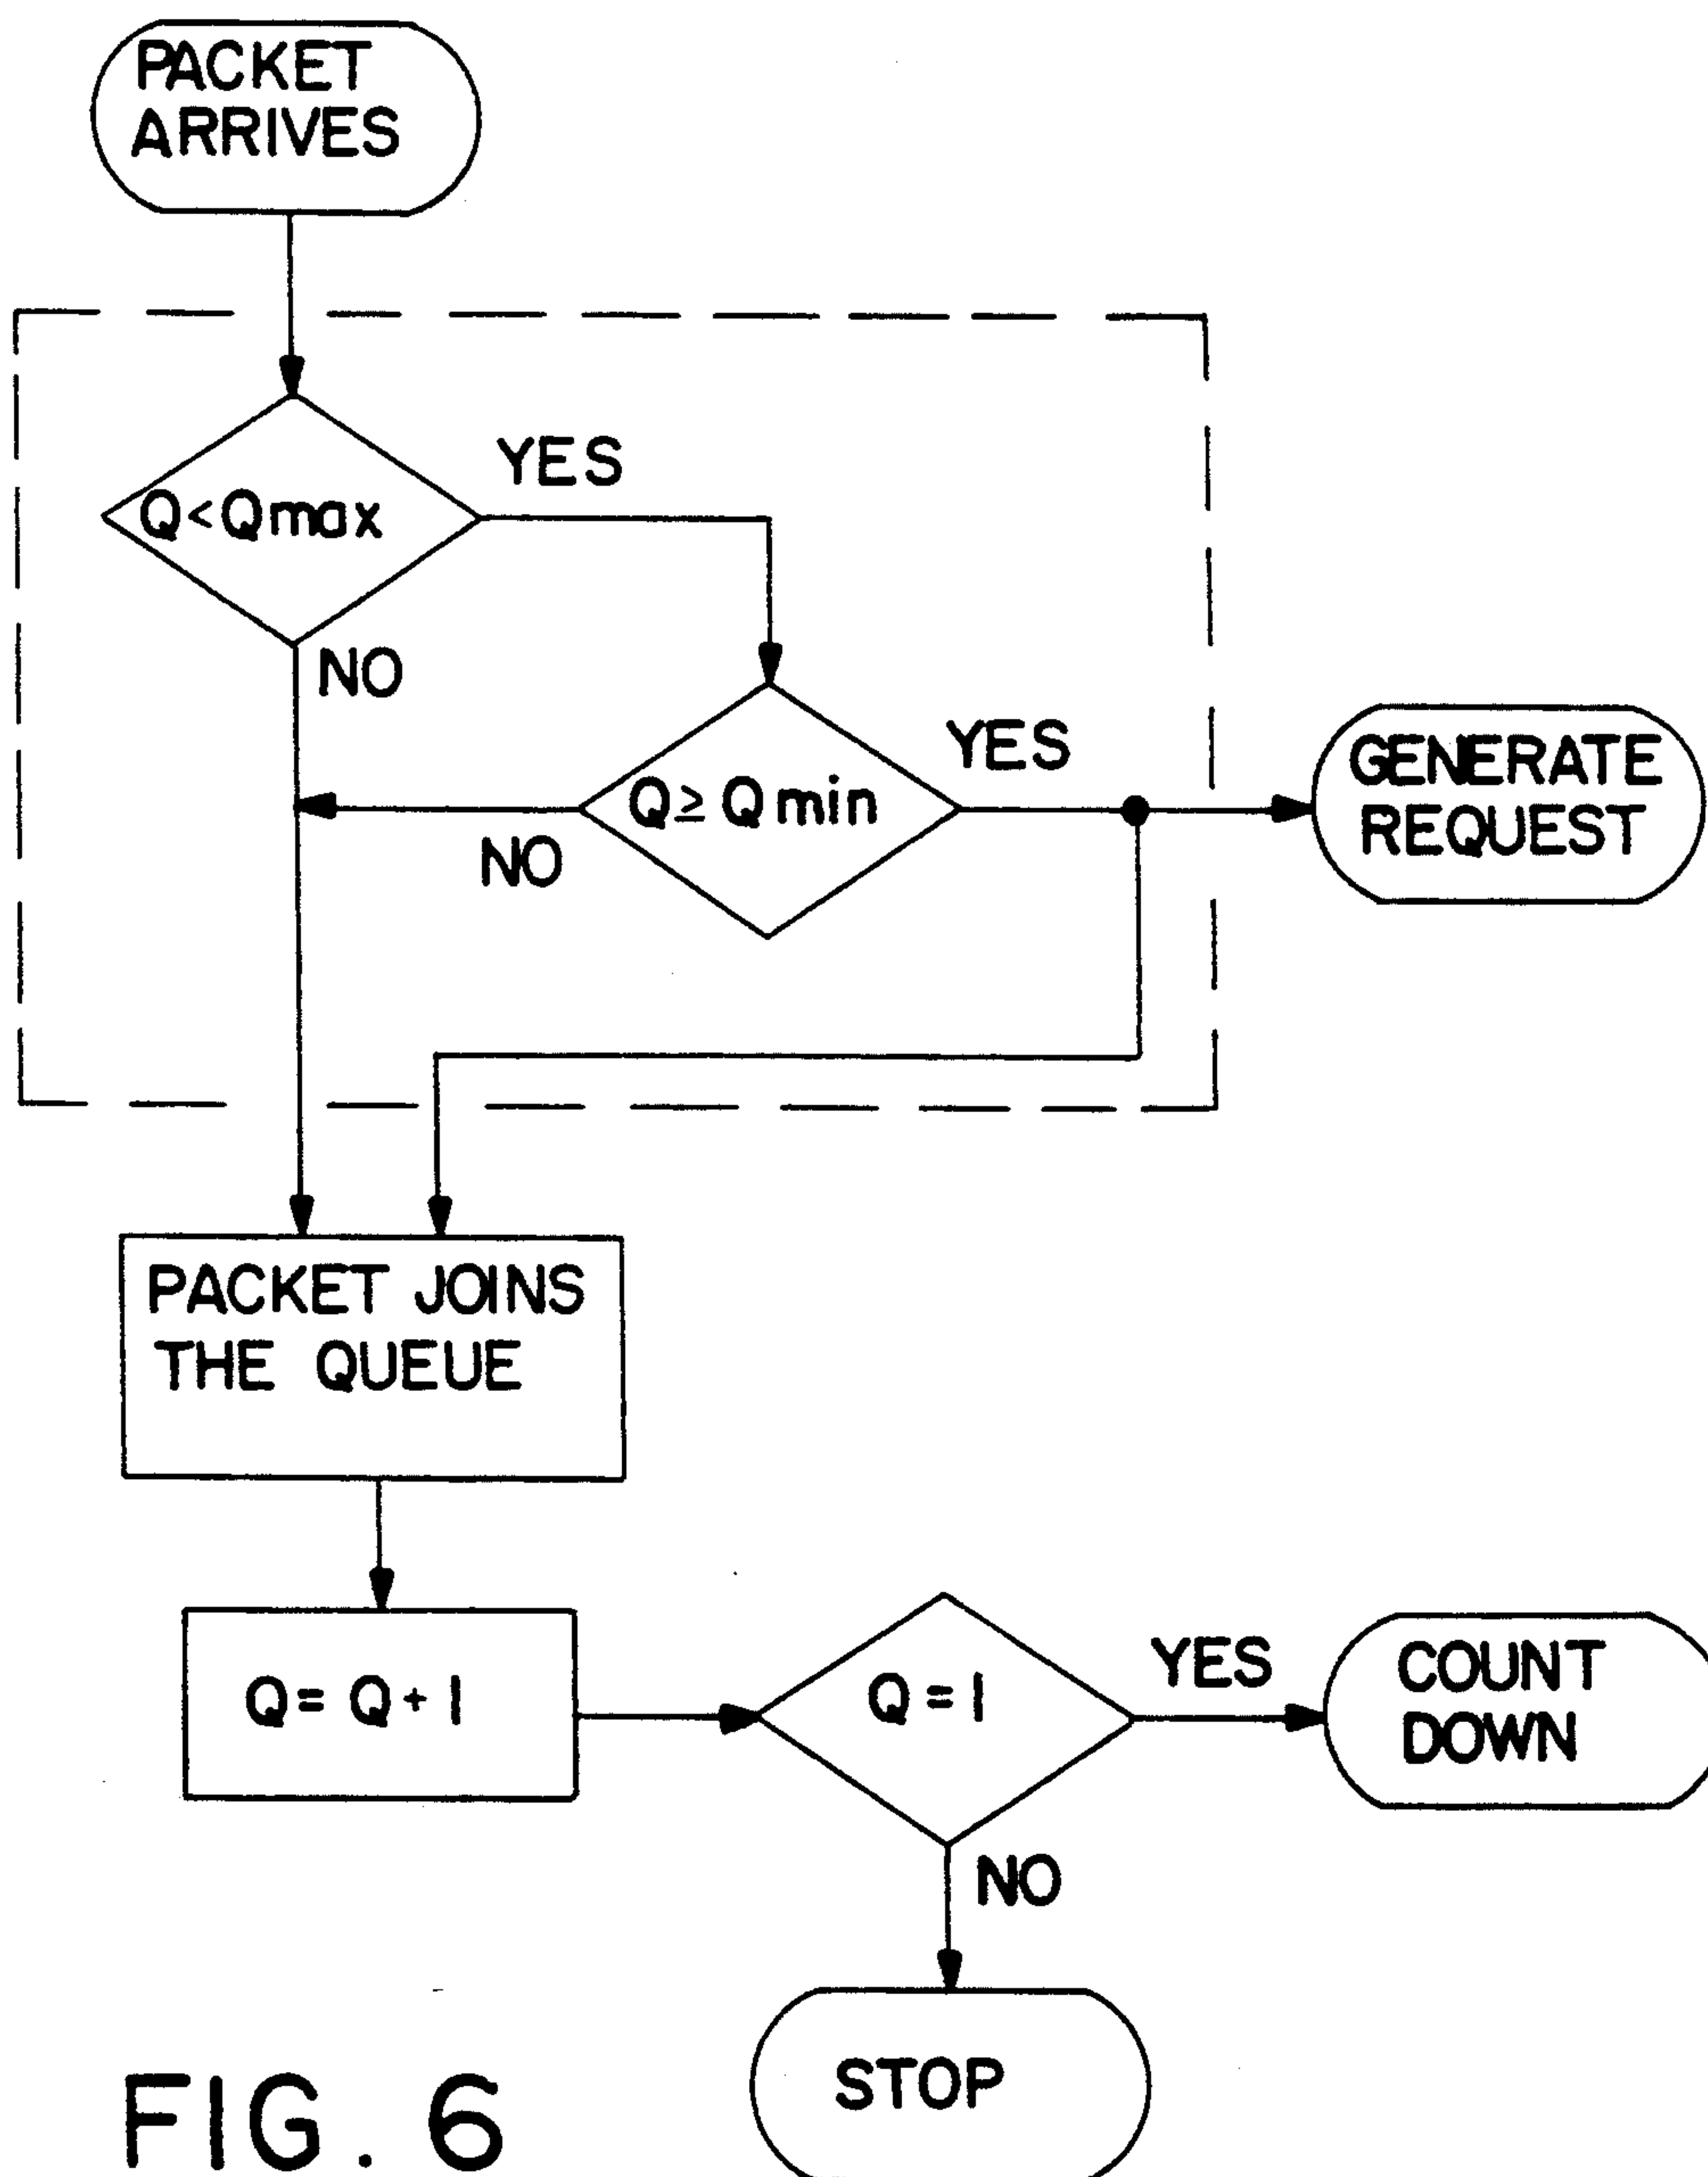 PACKET
ARRIVES
Q<Qmax
YES
NO
Q≥Qmin
YES
NO
GENERATE
REQUEST
PACKET JOINS
THE QUEUE
Q=Q+1
Q=1
YES
COUNT
DOWN
NO
STOP
FIG. 6